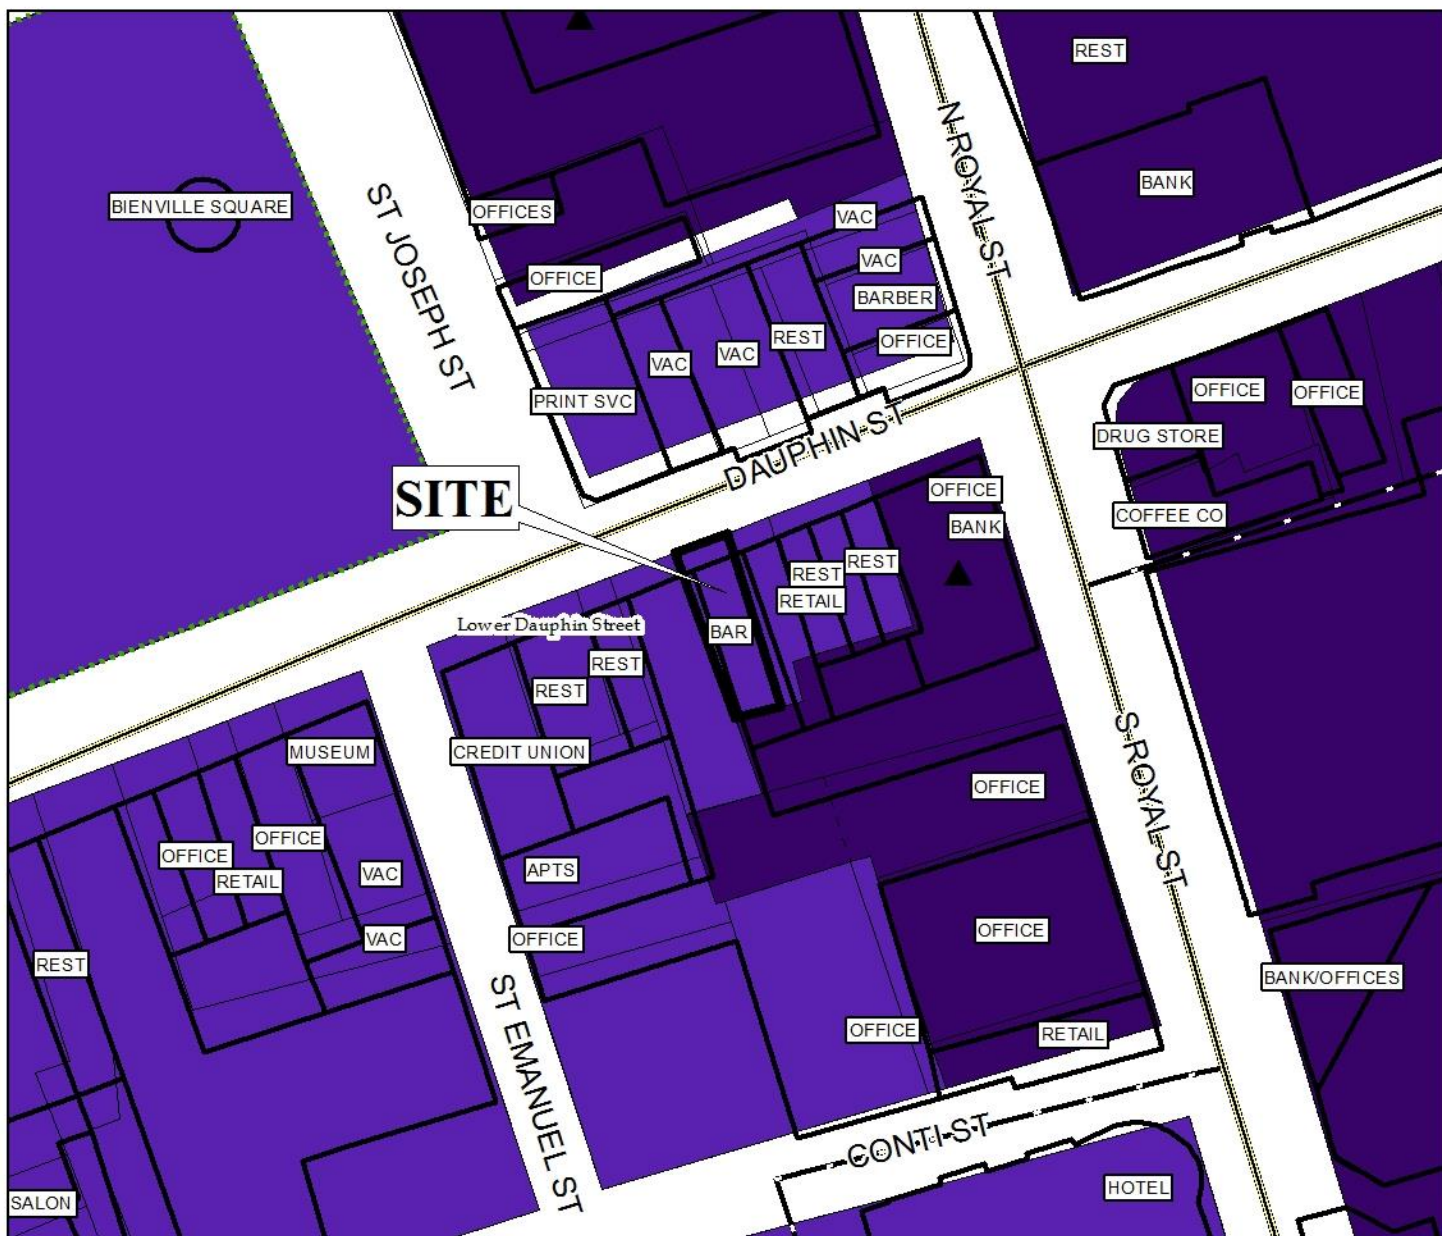 REST
BANK
BIENVILLE SQUARE
ST JOSEPH ST
OFFICES
OFFICE
N ROYAL ST
VAC
VAC
BARBER
OFFICE
REST
VAC
VAC
PRINT SVC
DAUPHIN ST
OFFICE
OFFICE
DRUG STORE
COFFEE CO
SITE
OFFICE
BANK
REST
REST
RETAIL
BAR
Lower Dauphin Street
REST
REST
CREDIT UNION
MUSEUM
OFFICE
OFFICE
RETAIL
VAC
VAC
APTS
OFFICE
REST
S ROYAL ST
OFFICE
OFFICE
BANK/OFFICES
OFFICE
RETAIL
ST EMANUEL ST
CONTI ST
HOTEL
SALON